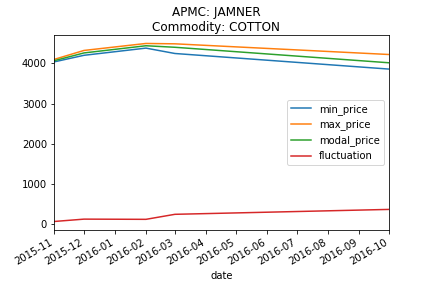 APMC: JAMNER
Commodity: COTTON
4000
3000
2000
1000
0
min_price
max_price
modal_price
fluctuation
2015-11
2015-12
2016-01
2016-02
2016-03
2016-04
2016-05
2016-06
2016-07
2016-08
2016-09
2016-10
date